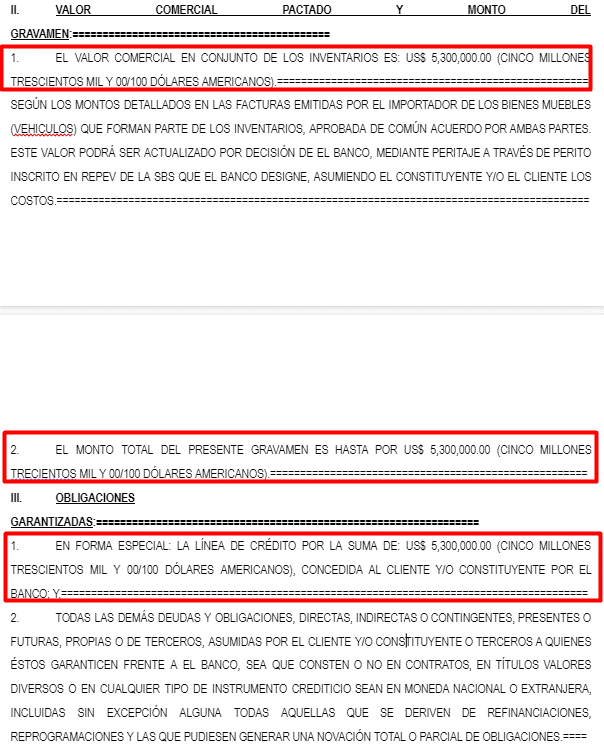 II. VALOR COMERCIAL PACTADO Y MONTO DEL
GRAVAMEN:===========================================
1. EL VALOR COMERCIAL EN CONJUNTO DE LOS INVENTARIOS ES: US$ 5,300,000.00 (CINCO MILLONES
TRESCIENTOS MIL Y 00/100 DÓLARES AMERICANOS).====================================================
SEGÚN LOS MONTOS DETALLADOS EN LAS FACTURAS EMITIDAS POR EL IMPORTADOR DE LOS BIENES MUEBLES
(VEHICULOS) QUE FORMAN PARTE DE LOS INVENTARIOS, APROBADA DE COMÚN ACUERDO POR AMBAS PARTES.
ESTE VALOR PODRÁ SER ACTUALIZADO POR DECISIÓN DE EL BANCO, MEDIANTE PERITAJE A TRAVÉS DE PERITO
INSCRITO EN REPEV DE LA SBS QUE EL BANCO DESIGNE, ASUMIENDO EL CONSTITUYENTE Y/O EL CLIENTE LOS
COSTOS.=========================================================================================
2. EL MONTO TOTAL DEL PRESENTE GRAVAMEN ES HASTA POR US$ 5,300,000.00 (CINCO MILLONES
TRECIENTOS MIL Y 00/100 DÓLARES AMERICANOS).=====================================================
III. OBLIGACIONES
GARANTIZADAS:================================================================
1. EN FORMA ESPECIAL: LA LÍNEA DE CRÉDITO POR LA SUMA DE: US$ 5,300,000.00 (CINCO MILLONES
TRESCIENTOS MIL Y 00/100 DÓLARES AMERICANOS), CONCEDIDA AL CLIENTE Y/O CONSTITUYENTE POR EL
BANCO; Y.========================================================================================
2. TODAS LAS DEMÁS DEUDAS Y OBLIGACIONES, DIRECTAS, INDIRECTAS O CONTINGENTES, PRESENTES O
FUTURAS, PROPIAS O DE TERCEROS, ASUMIDAS POR EL CLIENTE Y/O CONSTITUYENTE O TERCEROS A QUIENES
ÉSTOS GARANTICEN FRENTE A EL BANCO, SEA QUE CONSTEN O NO EN CONTRATOS, EN TÍTULOS VALORES
DIVERSOS O EN CUALQUIER TIPO DE INSTRUMENTO CREDITICIO SEAN EN MONEDA NACIONAL O EXTRANJERA,
INCLUIDAS SIN EXCEPCIÓN ALGUNA TODAS AQUELLAS QUE SE DERIVEN DE REFINANCIACIONES,
REPROGRAMACIONES Y LAS QUE PUDIESEN GENERAR UNA NOVACIÓN TOTAL O PARCIAL DE OBLIGACIONES.====